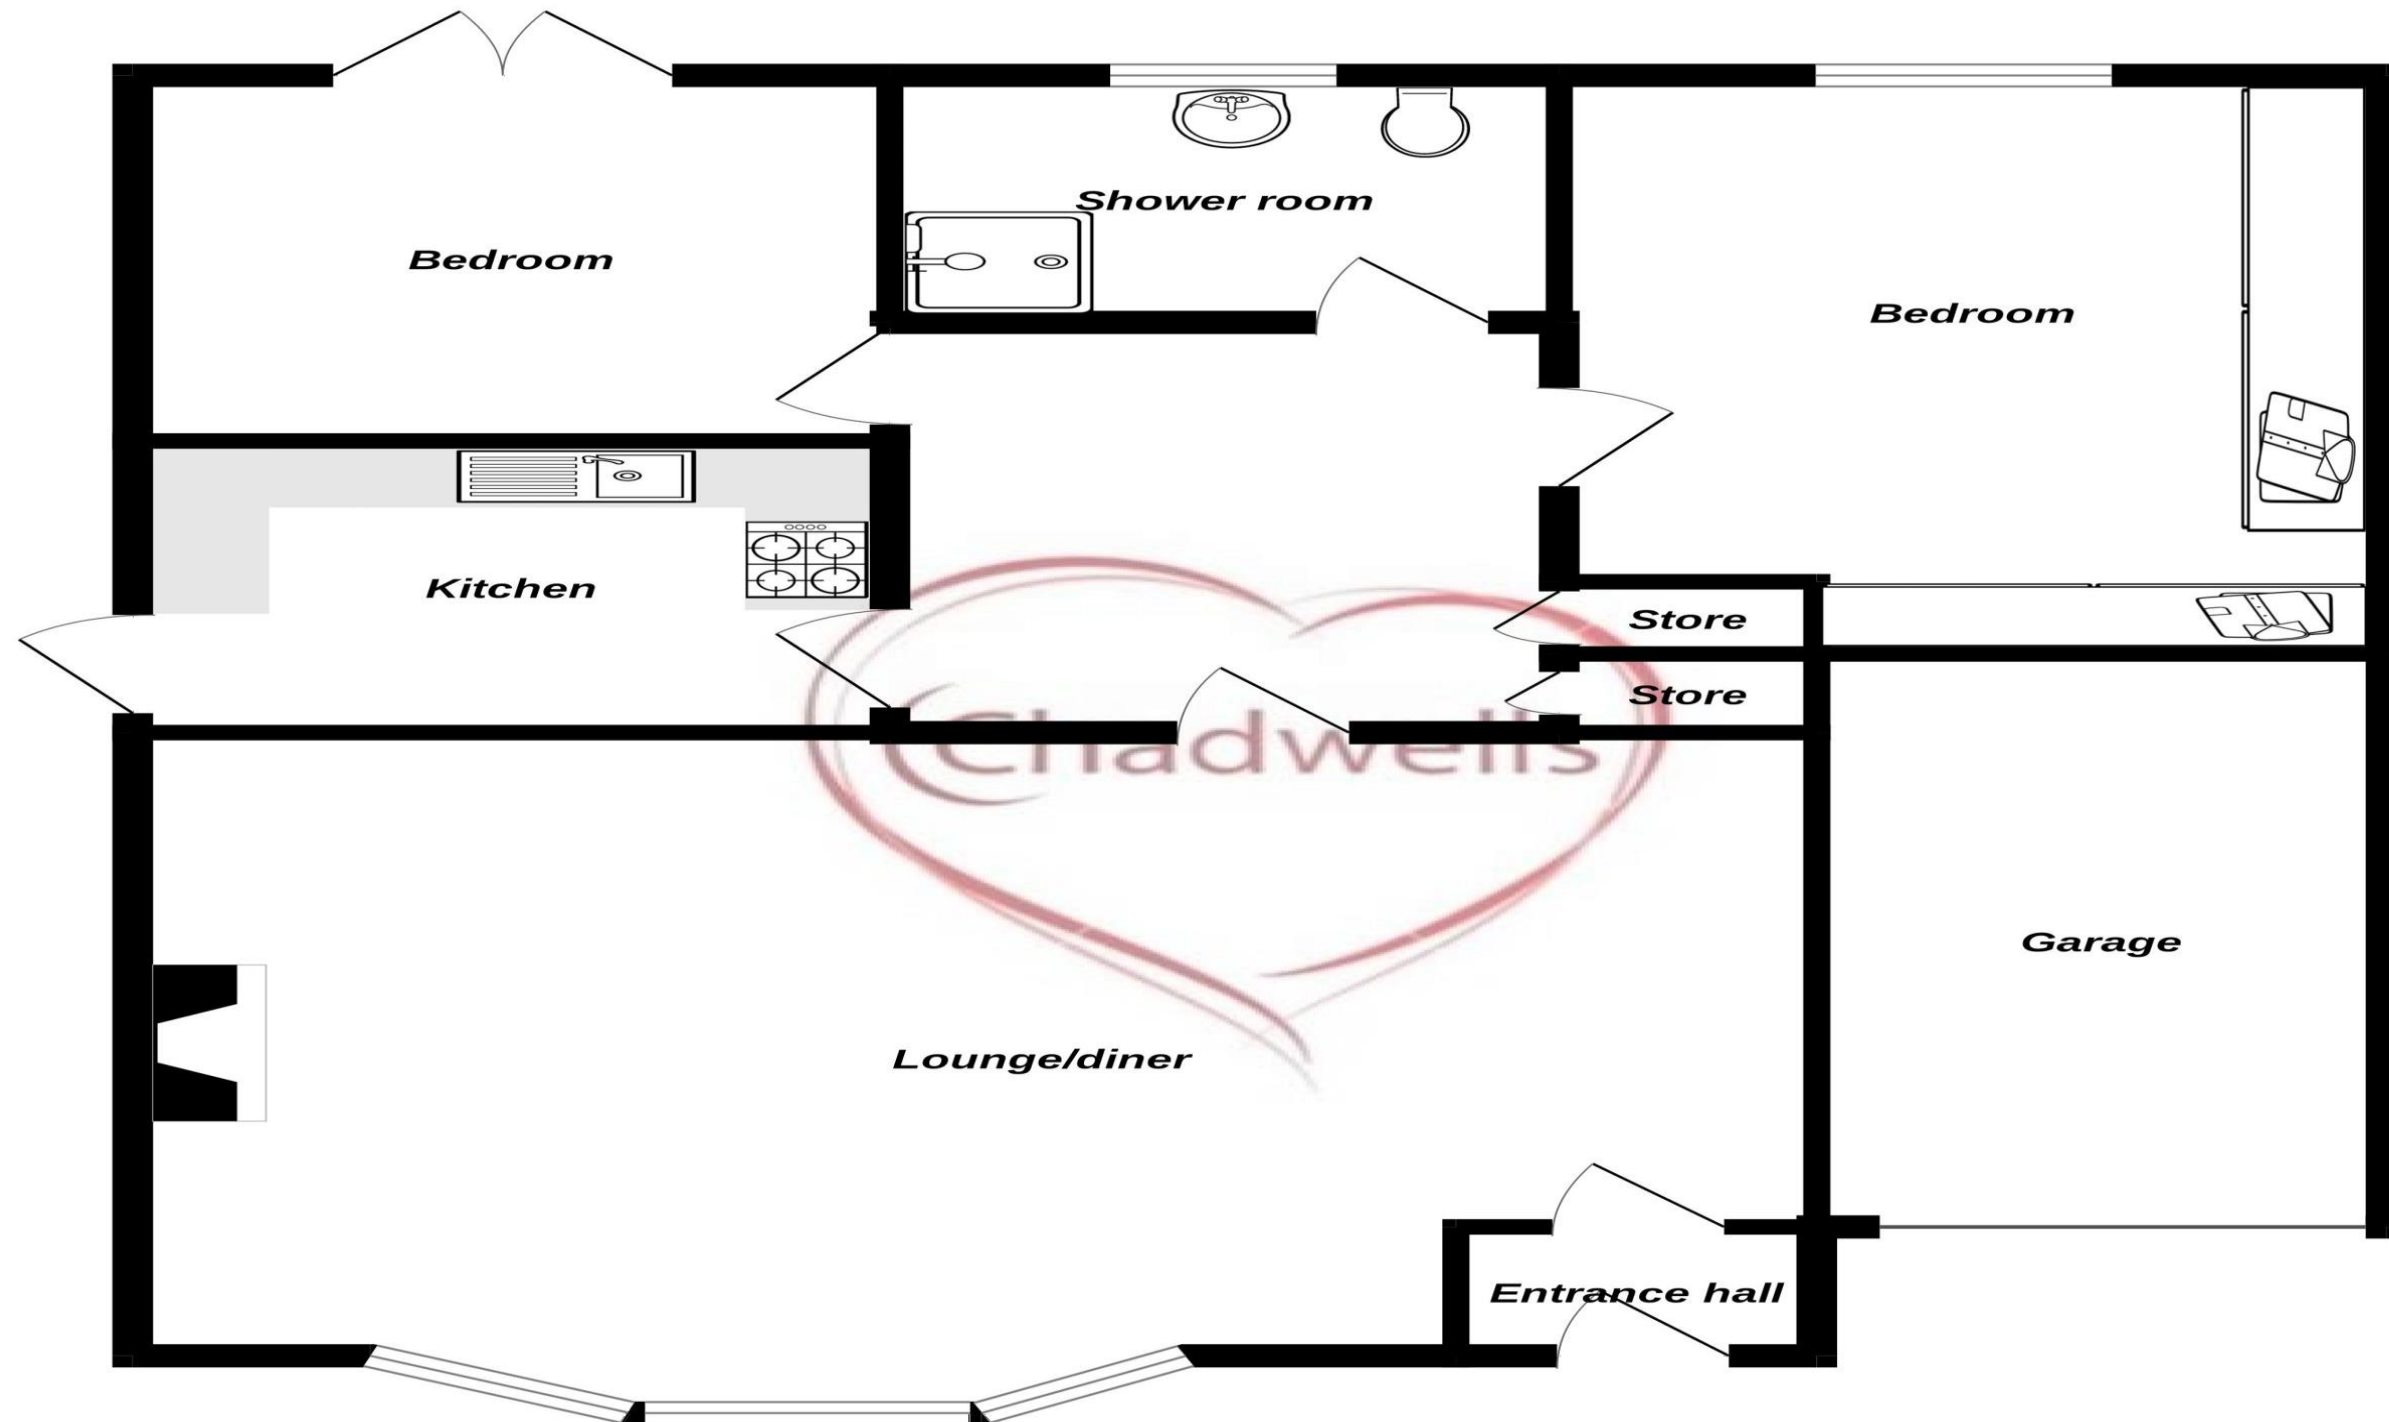 Shower room
Bedroom
Bedroom
Kitchen
Store
Store
Chadwells
Garage
Lounge/diner
Entrance hall